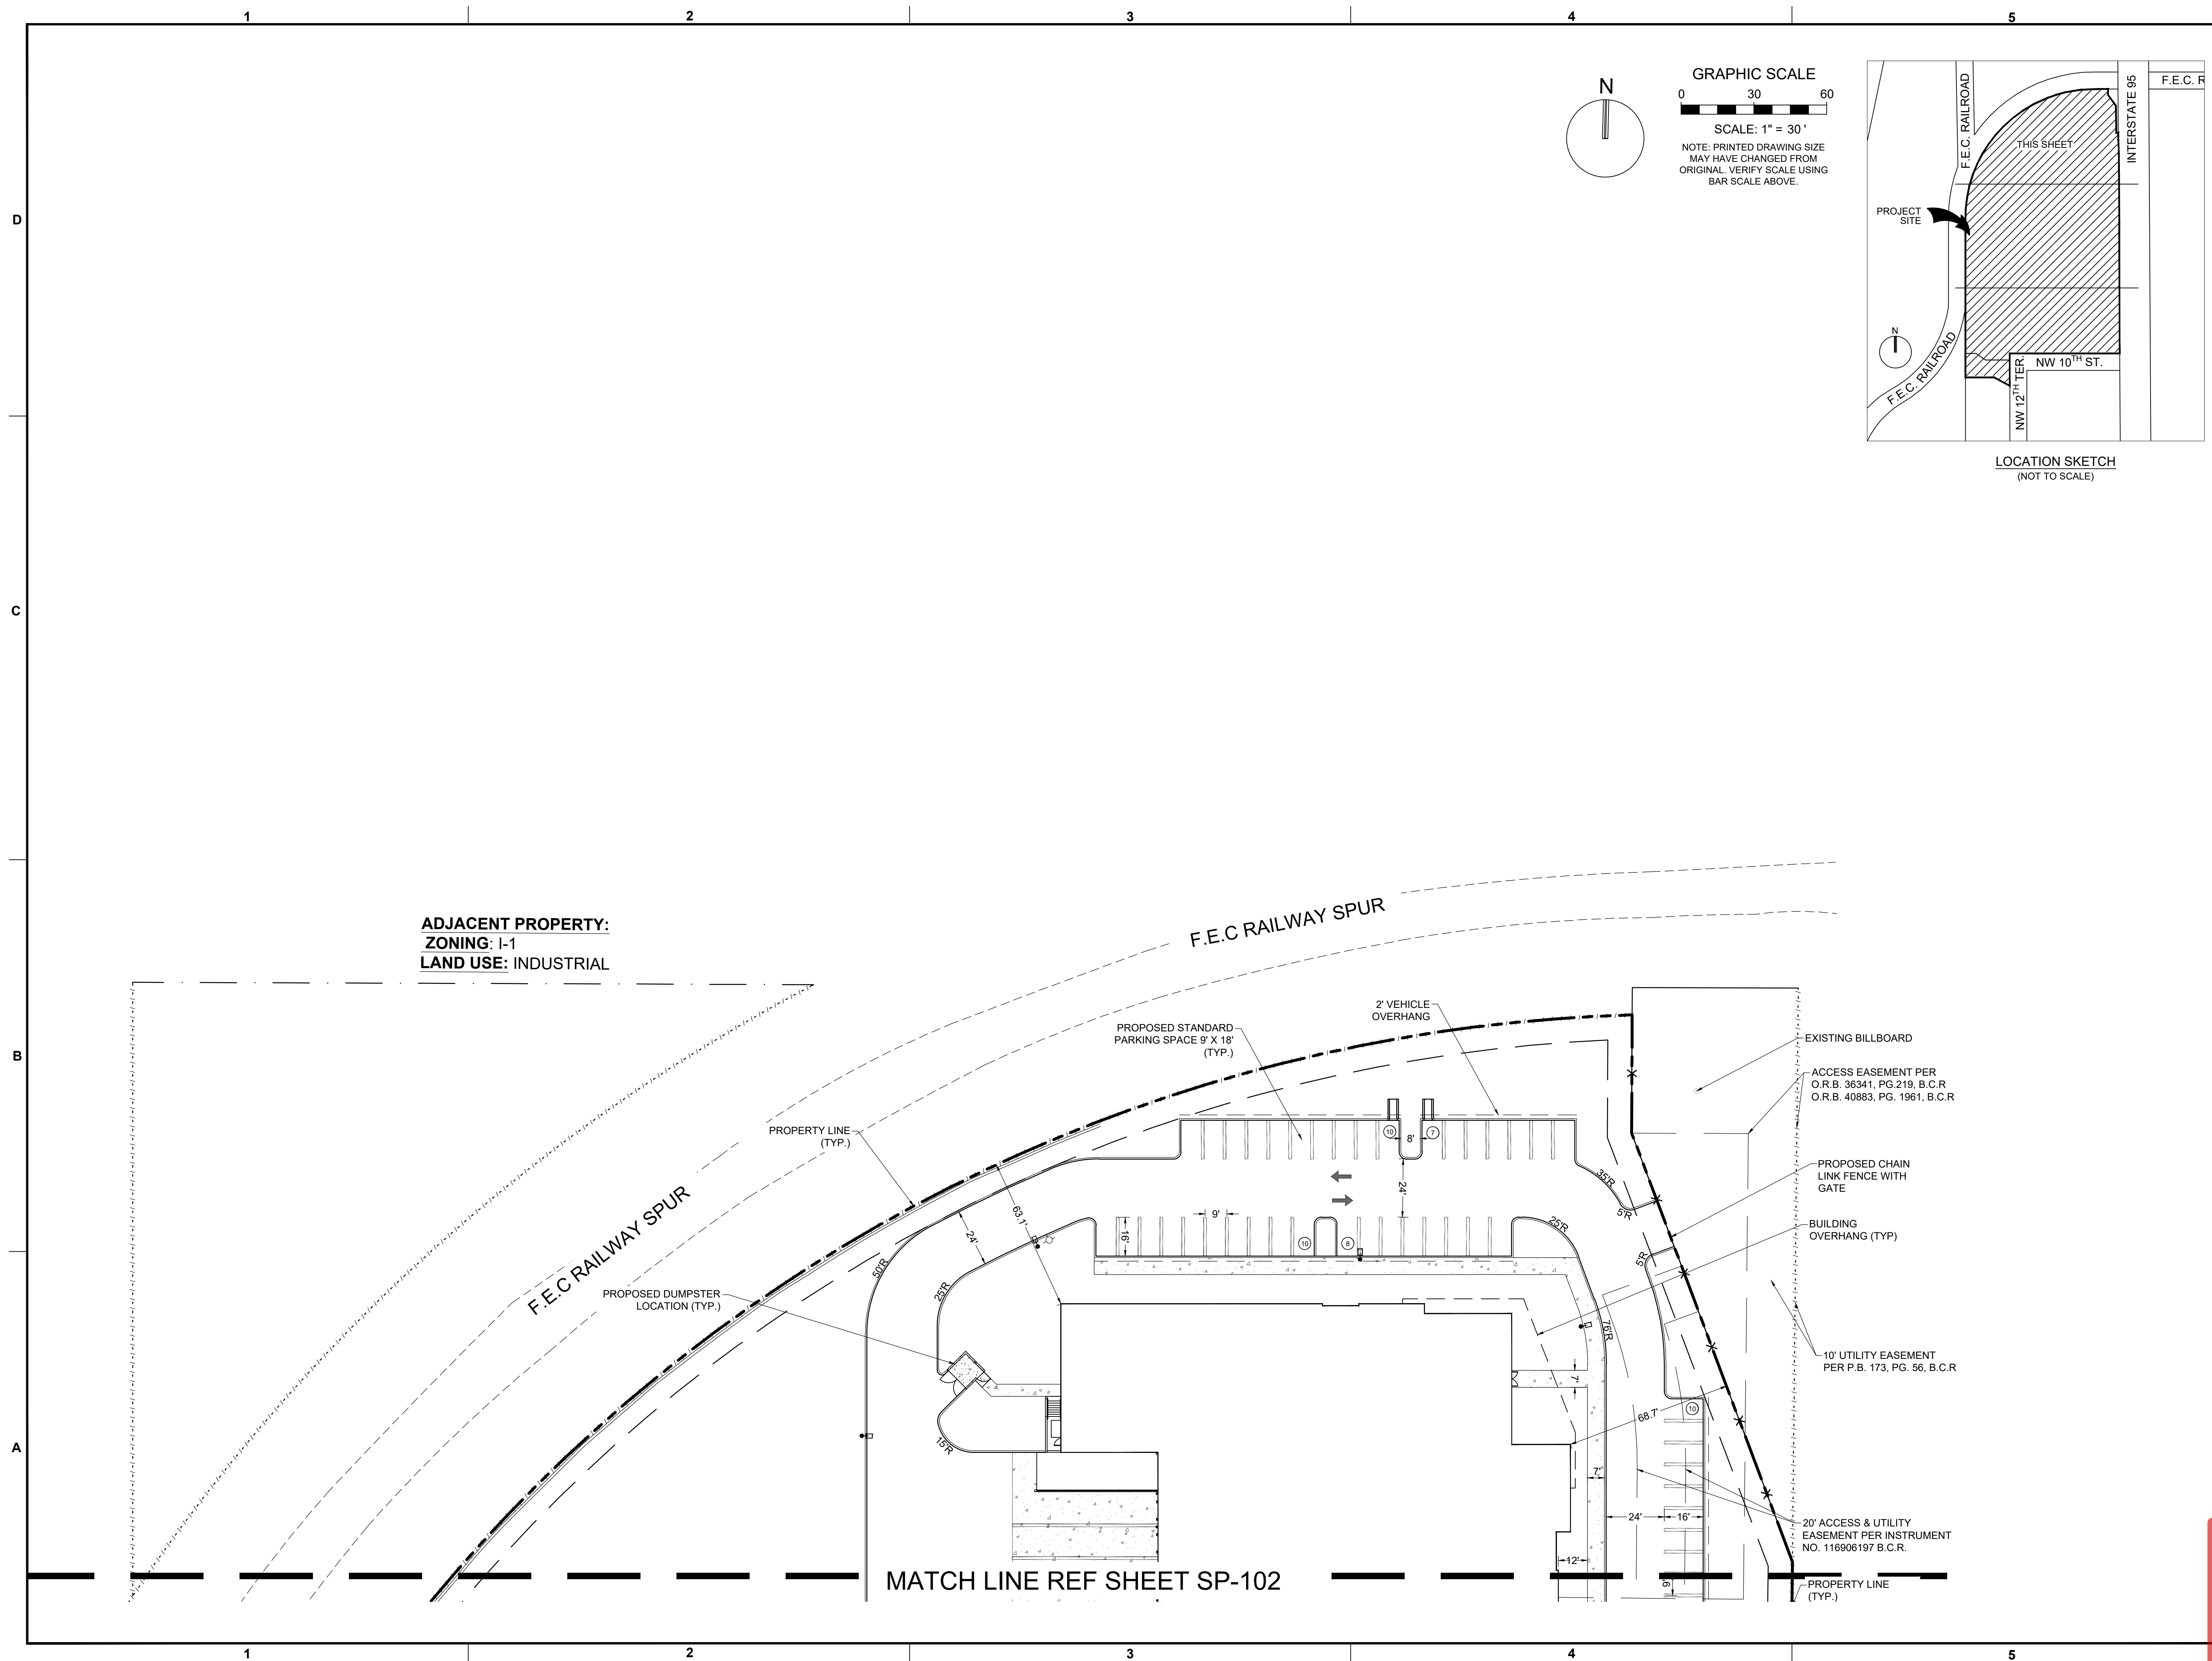 1
2
3
4
5
D
C
B
A
N
GRAPHIC SCALE
0 30 60
SCALE: 1" = 30 '
NOTE: PRINTED DRAWING SIZE
MAY HAVE CHANGED FROM
ORIGINAL. VERIFY SCALE USING
BAR SCALE ABOVE.
F.E.C. RAILROAD
INTERSTATE 95
F.E.C. R
THIS SHEET
PROJECT
SITE
N
F.E.C. RAILROAD
NW 12TH TER.
NW 10TH ST.
LOCATION SKETCH
(NOT TO SCALE)
ADJACENT PROPERTY:
ZONING: I-1
LAND USE: INDUSTRIAL
F.E.C RAILWAY SPUR
F.E.C RAILWAY SPUR
2' VEHICLE
OVERHANG
PROPOSED STANDARD
PARKING SPACE 9' X 18'
(TYP.)
PROPERTY LINE
(TYP.)
PROPOSED DUMPSTER
LOCATION (TYP.)
EXISTING BILLBOARD
ACCESS EASEMENT PER
O.R.B. 36341, PG.219, B.C.R
O.R.B. 40883, PG. 1961, B.C.R
PROPOSED CHAIN
LINK FENCE WITH
GATE
BUILDING
OVERHANG (TYP)
10' UTILITY EASEMENT
PER P.B. 173, PG. 56, B.C.R
20' ACCESS & UTILITY
EASEMENT PER INSTRUMENT
NO. 116906197 B.C.R.
PROPERTY LINE
(TYP.)
10
8'
7
24'
35'R
5'R
63.1'
24'
9'
16'
10
8
25'R
5'R
50'R
25'R
76'R
7'
68.7'
10
15'R
7'
24'
16'
12'
9'
MATCH LINE REF SHEET SP-102
1
2
3
4
5